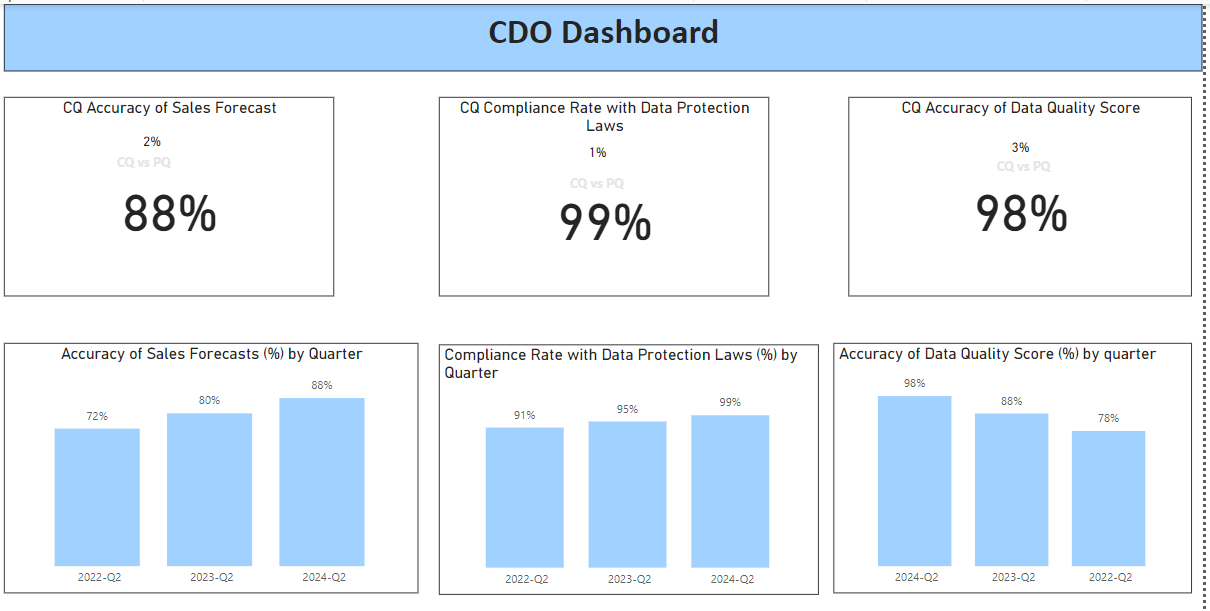 CDO Dashboard
CQ Accuracy of Sales Forecast
2%
CQ vs PQ
88%
CQ Compliance Rate with Data Protection
Laws
1%
CQ vs PQ
99%
CQ Accuracy of Data Quality Score
3%
CQ vs PQ
98%
Accuracy of Sales Forecasts (%) by Quarter
72%
80%
88%
2022-Q2
2023-Q2
2024-Q2
Compliance Rate with Data Protection Laws (%) by
Quarter
91%
95%
99%
2022-Q2
2023-Q2
2024-Q2
Accuracy of Data Quality Score (%) by quarter
98%
88%
78%
2024-Q2
2023-Q2
2022-Q2